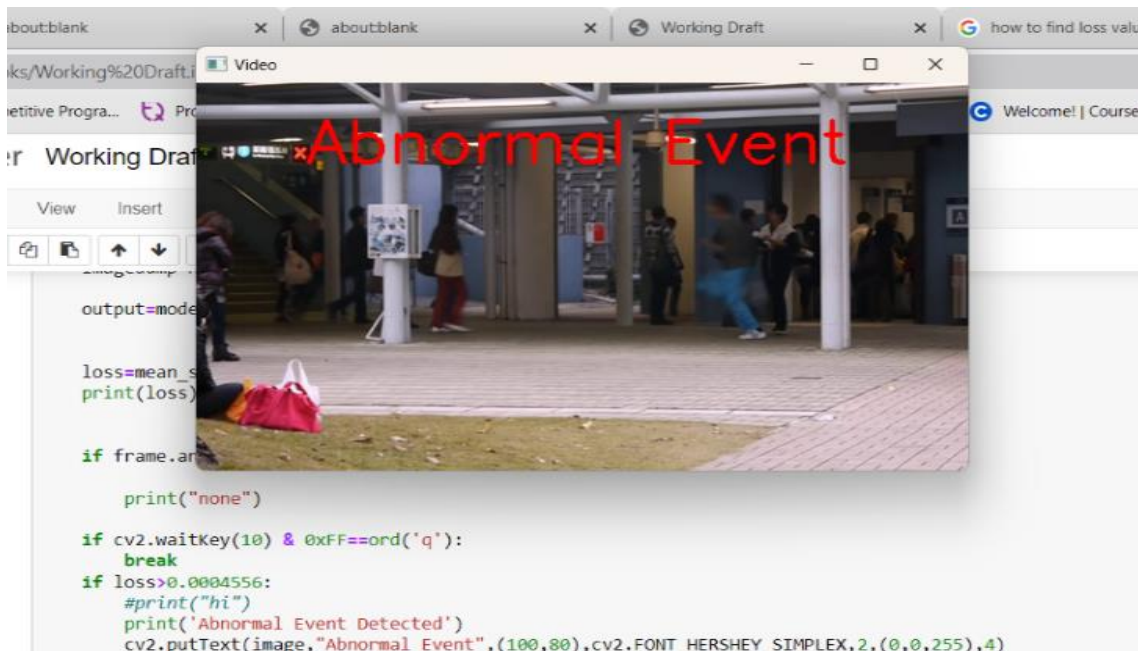 about:blank
about:blank
Working Draft
how to find loss valu
oks/Working%20Draft.i
Video
etitive Progra...
Pro
Welcome! | Course
er Working Draf
Abnormal Event
View Insert
A
output=mode
loss=mean_s
print(loss)
if frame.ar
print("none")
if cv2.waitKey(10) & 0xFF==ord('q'):
break
if loss>0.0004556:
#print("hi")
print('Abnormal Event Detected')
cv2.putText(image,"Abnormal Event",(100,80),cv2.FONT_HERSHEY_SIMPLEX,2,(0,0,255),4)